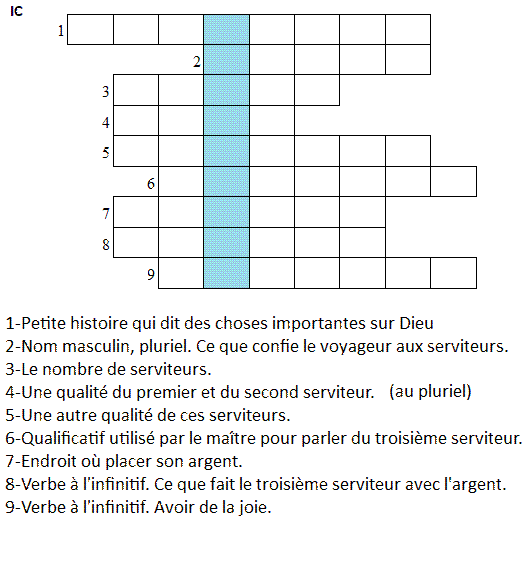 IC
1
2
3
4
5
6
7
8
9
1-Petite histoire qui dit des choses importantes sur Dieu
2-Nom masculin, pluriel. Ce que confie le voyageur aux serviteurs.
3-Le nombre de serviteurs.
4-Une qualité du premier et du second serviteur. (au pluriel)
5-Une autre qualité de ces serviteurs.
6-Qualificatif utilisé par le maître pour parler du troisième serviteur.
7-Endroit où placer son argent.
8-Verbe à l'infinitif. Ce que fait le troisième serviteur avec l'argent.
9-Verbe à l'infinitif. Avoir de la joie.